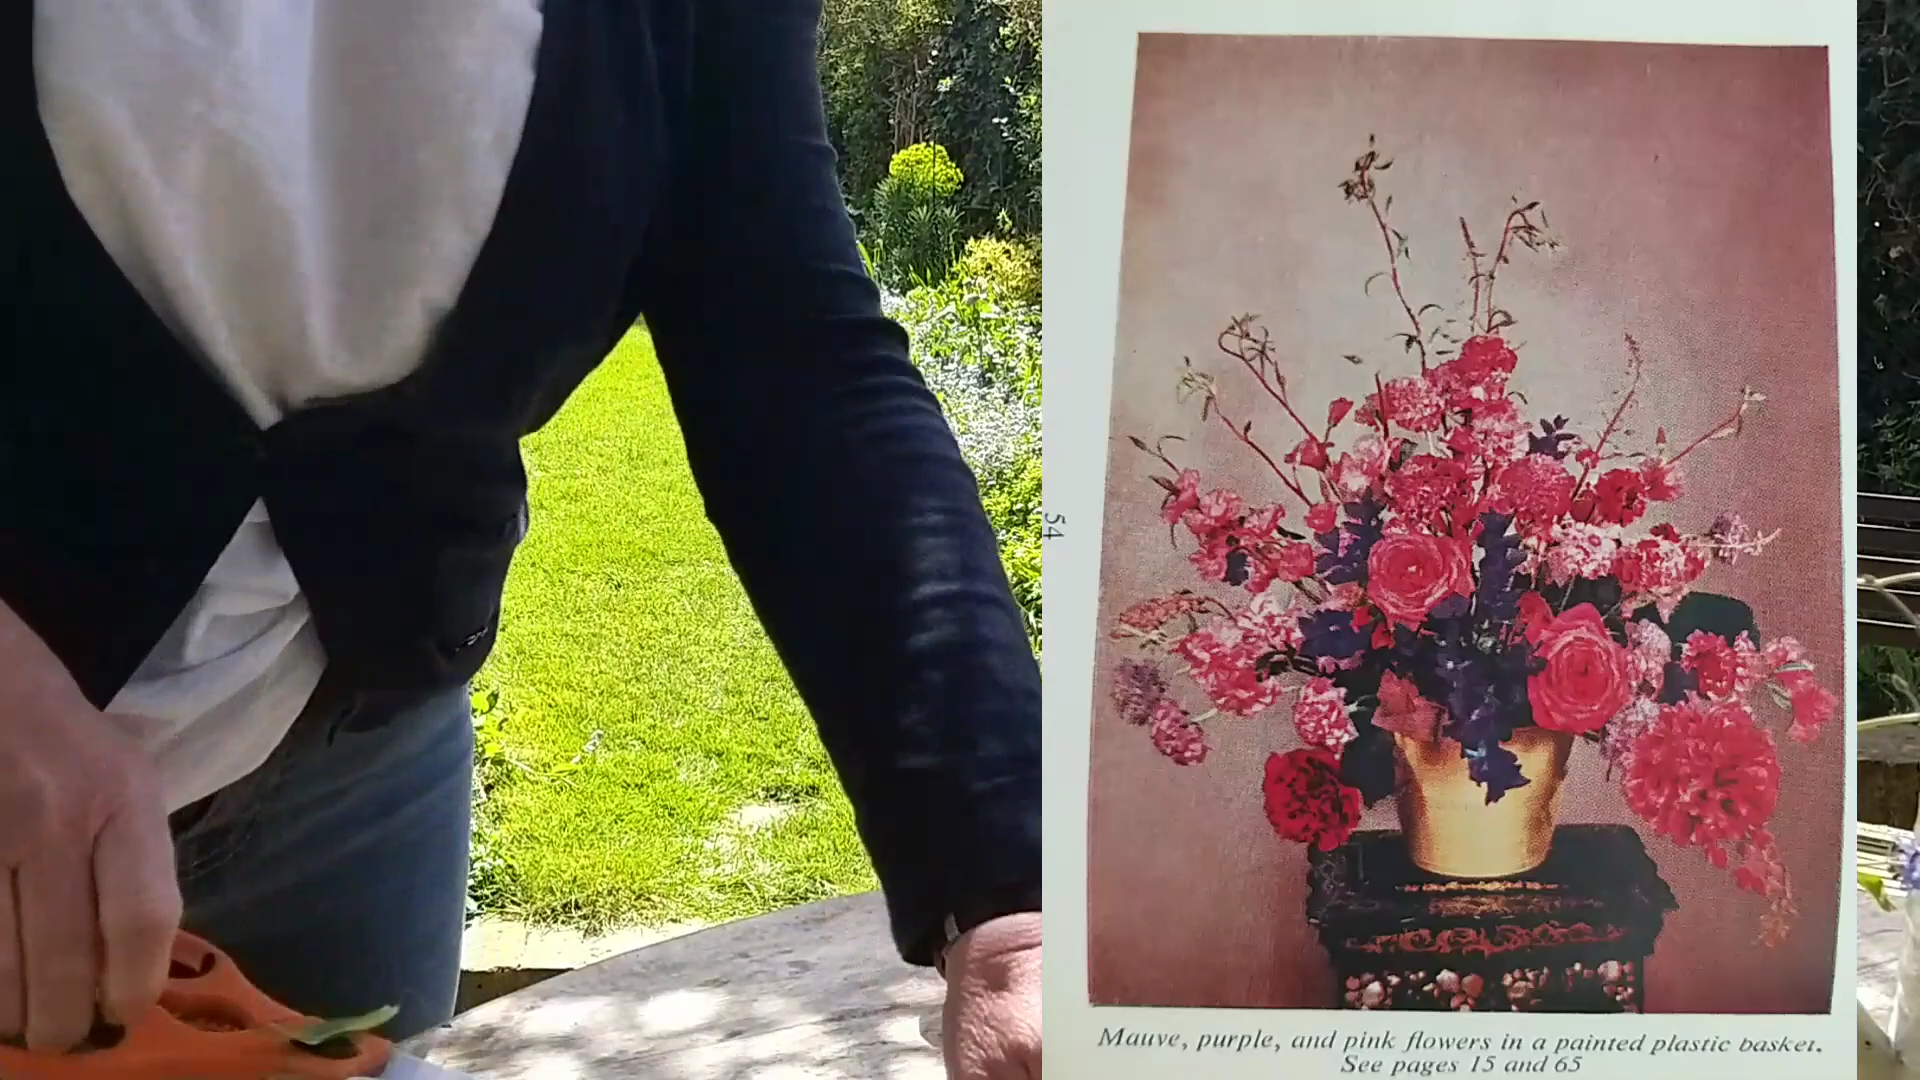 54
Mauve, purple, and pink flowers in a painted plastic basket.
See pages 15 and 65